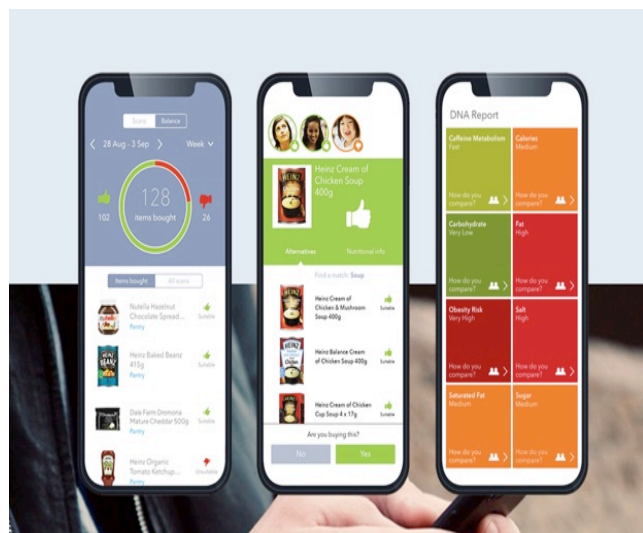 Scans
Balance
28 Aug - 3 Sep
Week
128
items bought
102
26
Items bought
All scans
Nutella Hazelnut
Chocolate Spread...
Pantry
Suitable
Heinz Baked Beanz
415g
Pantry
Suitable
Dale Farm Dromona
Mature Cheddar 500g
Pantry
Suitable
Heinz Organic
Tomato Ketchup...
Pantry
Unsuitable
Heinz Cream of
Chicken Soup
400g
Alternatives
Nutritional info
Find a match: Soup
Heinz Cream of
Chicken & Mushroom
Soup 400g
Suitable
Heinz Balance Cream
of Chicken Soup 400g
Suitable
Heinz Cream of Chicken
Cup Soup 4 x 17g
Suitable
Are you buying this?
No
Yes
DNA Report
Caffeine Metabolism
Fast
How do you
compare?
Calories
Medium
How do you
compare?
Carbohydrate
Very Low
How do you
compare?
Fat
High
How do you
compare?
Obesity Risk
Very High
How do you
compare?
Salt
High
How do you
compare?
Saturated Fat
Medium
How do you
compare?
Sugar
Medium
How do you
compare?